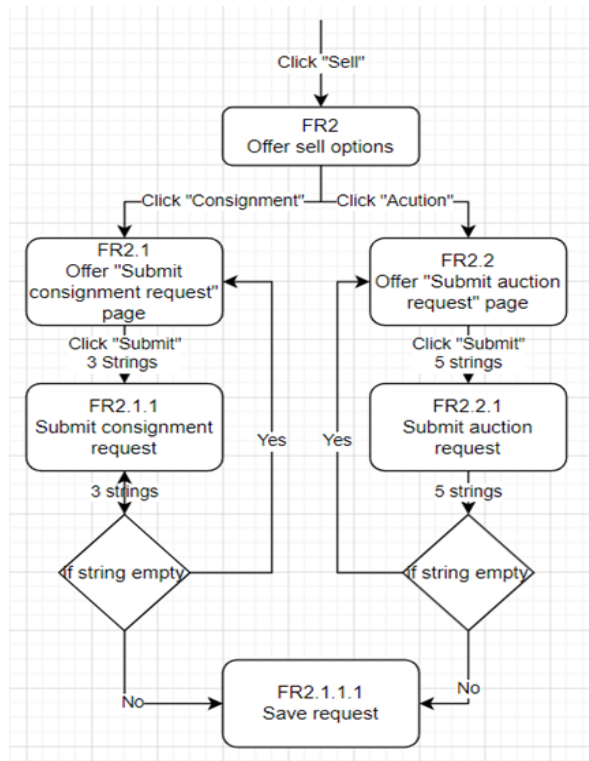 Click "Sell"
FR2
Offer sell options
Click "Consignment"
Click "Acution"
FR2.1
Offer "Submit
consignment request"
page
FR2.2
Offer "Submit auction
request" page
Click "Submit"
3 Strings
Click "Submit"
5 strings
FR2.1.1
Submit consignment
request
FR2.2.1
Submit auction
request
Yes
Yes
3 strings
5 strings
if string empty
if string empty
No
No
FR2.1.1.1
Save request